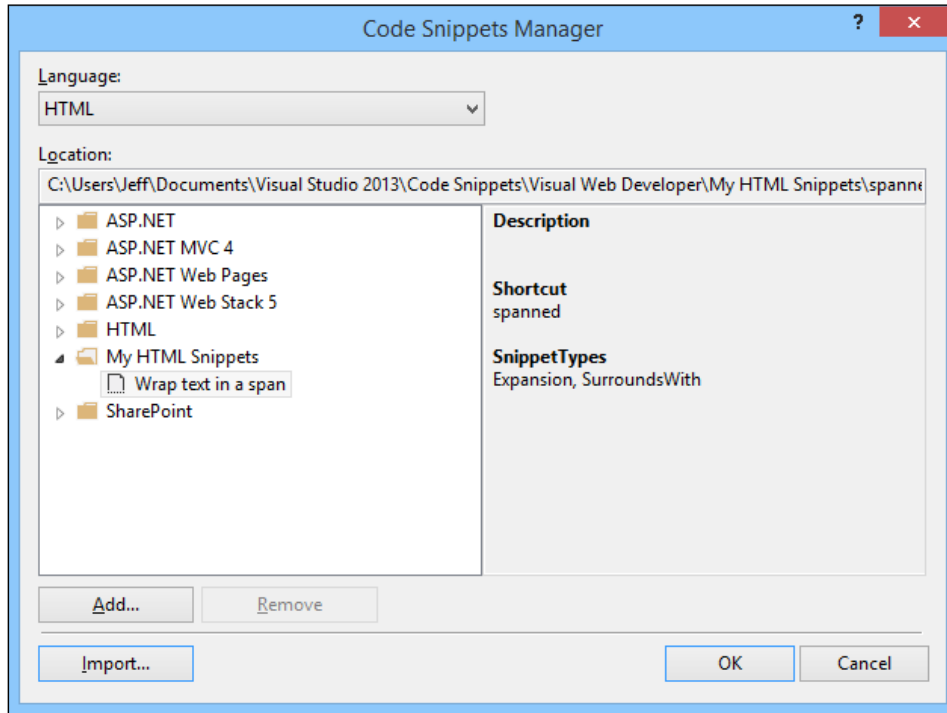 Code Snippets Manager
?
Language:
HTML
Location:
C:\Users\Jeff\Documents\Visual Studio 2013\Code Snippets\Visual Web Developer\My HTML Snippets\spanne
ASP.NET
ASP.NET MVC 4
ASP.NET Web Pages
ASP.NET Web Stack 5
HTML
My HTML Snippets
Wrap text in a span
SharePoint
Description
Shortcut
spanned
SnippetTypes
Expansion, SurroundsWith
Add...
Remove
Import...
OK
Cancel